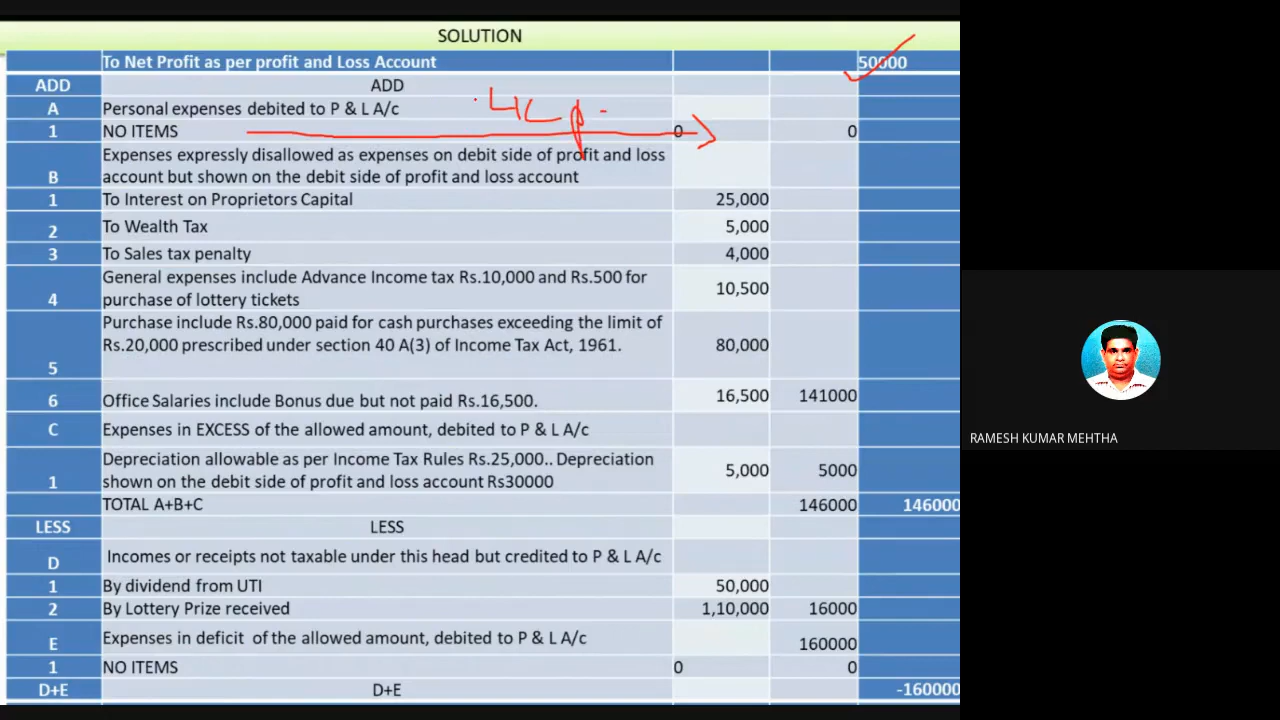 SOLUTION
To Net Profit as per profit and Loss Account 50000
ADD ADD
A Personal expenses debited to P & L A/c
1 NO ITEMS 0 0
Expenses expressly disallowed as expenses on debit side of profit and loss
B account but shown on the debit side of profit and loss account
1 To Interest on Proprietors Capital 25,000
2 To Wealth Tax 5,000
3 To Sales tax penalty 4,000
General expenses include Advance Income tax Rs.10,000 and Rs.500 for
4 purchase of lottery tickets 10,500
Purchase include Rs.80,000 paid for cash purchases exceeding the limit of
Rs.20,000 prescribed under section 40 A(3) of Income Tax Act, 1961. 80,000
5
6 Office Salaries include Bonus due but not paid Rs.16,500. 16,500 141000
C Expenses in EXCESS of the allowed amount, debited to P & L A/c
Depreciation allowable as per Income Tax Rules Rs.25,000.. Depreciation
1 shown on the debit side of profit and loss account Rs30000 5,000 5000
TOTAL A+B+C 146000 146000
LESS LESS
D Incomes or receipts not taxable under this head but credited to P & L A/c
1 By dividend from UTI 50,000
2 By Lottery Prize received 1,10,000 16000
E Expenses in deficit of the allowed amount, debited to P & L A/c 160000
1 NO ITEMS 0 0
D+E D+E -160000
RAMESH KUMAR MEHTHA